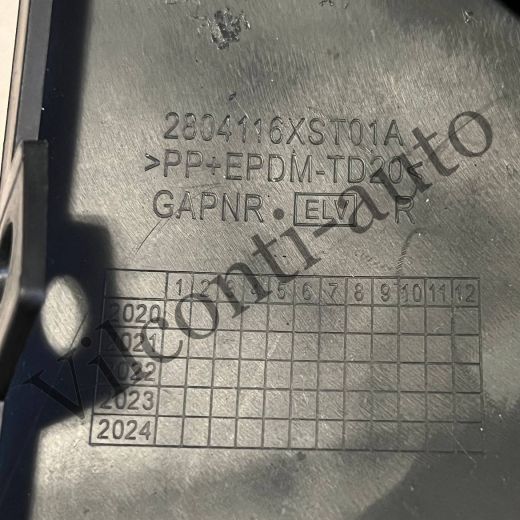 2804116XST01A
>PP+EPDM-TD20<
GAPNR. ELV R
1 2 3 4 5 6 7 8 9 10 11 12
2020
2021
2022
2023
2024
Vilconti-auto